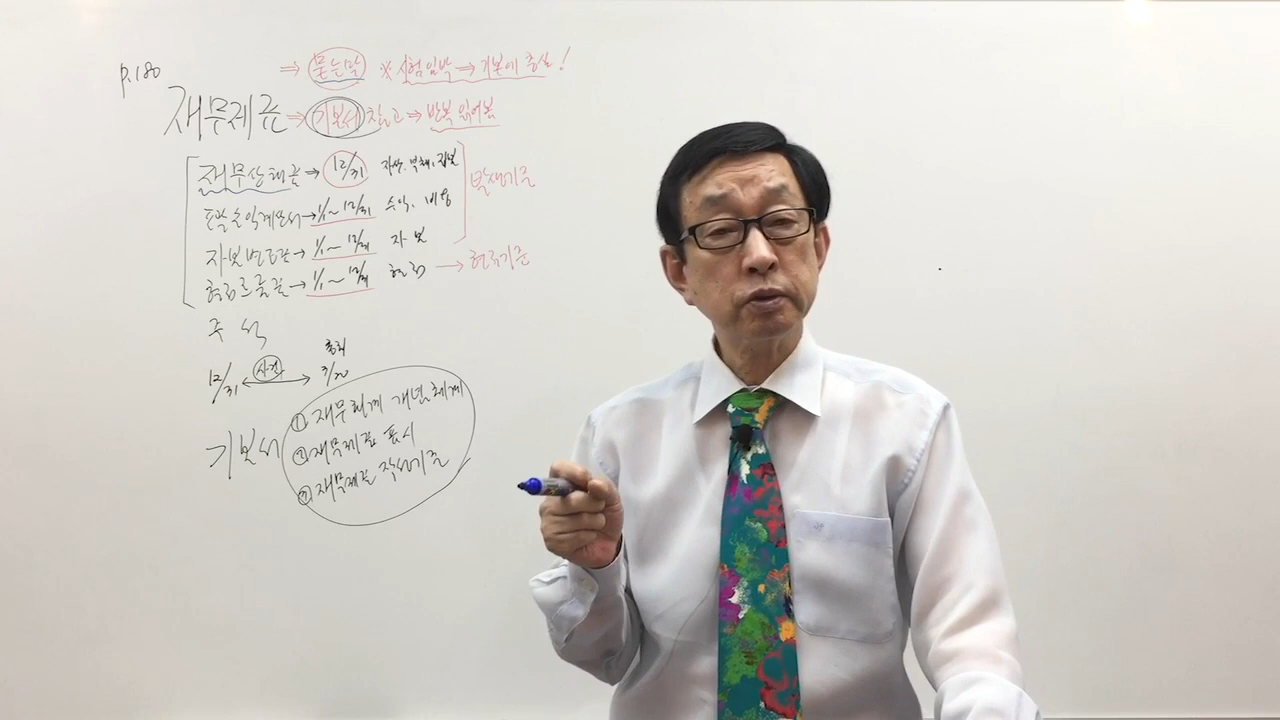 p.180
⇒ 묻는말 ※ 시험임박 ⇒ 기본에 충실!
재무제표 ⇒ 기본서 참고 ⇒ 반복 읽어봄
재무상태표 → 12/31 자산, 부채, 자본
포괄손익계산서 → 1/1 ~ 12/31 수익, 비용
발생기준
자본변동표 → 1/1 ~ 12/31 자본
현금흐름표 → 1/1 ~ 12/31 현금 → 현금기준
주석
12/31 ↔ 사건 총회 3/20
기본서 ① 재무회계 개념체계
② 재무제표 표시
③ 재무제표 작성기준